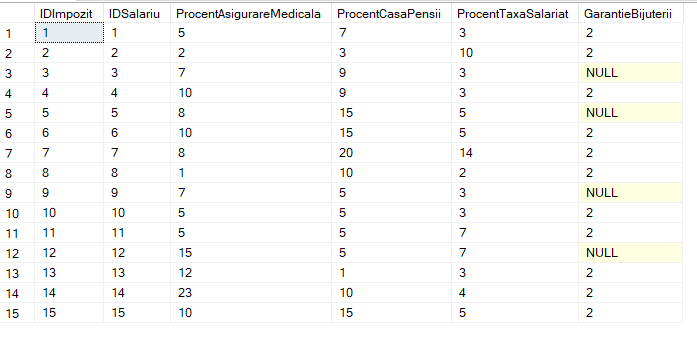 IDImpozit IDSalariu ProcentAsigurareMedicala ProcentCasaPensii ProcentTaxaSalariat GarantieBijuterii
1 1 1 5 7 3 2
2 2 2 2 3 10 2
3 3 3 7 9 3 NULL
4 4 4 10 9 3 2
5 5 5 8 15 5 NULL
6 6 6 10 15 5 2
7 7 7 8 20 14 2
8 8 8 1 10 2 2
9 9 9 7 5 3 NULL
10 10 10 5 5 3 2
11 11 11 5 5 7 2
12 12 12 15 5 7 NULL
13 13 13 12 1 3 2
14 14 14 23 10 4 2
15 15 15 10 15 5 2